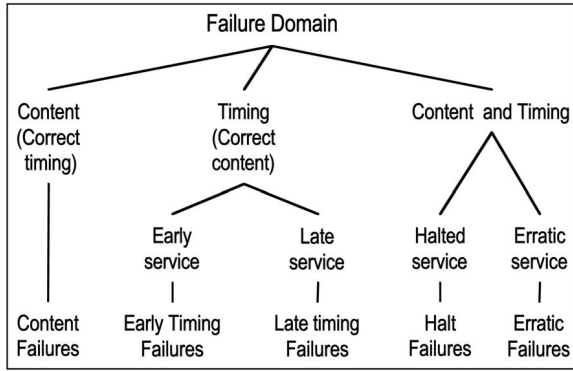 Failure Domain
Content
(Correct
timing)
Timing
(Correct
content)
Content and Timing
Early
service
Late
service
Halted
service
Erratic
service
Content
Failures
Early Timing
Failures
Late timing
Failures
Halt
Failures
Erratic
Failures